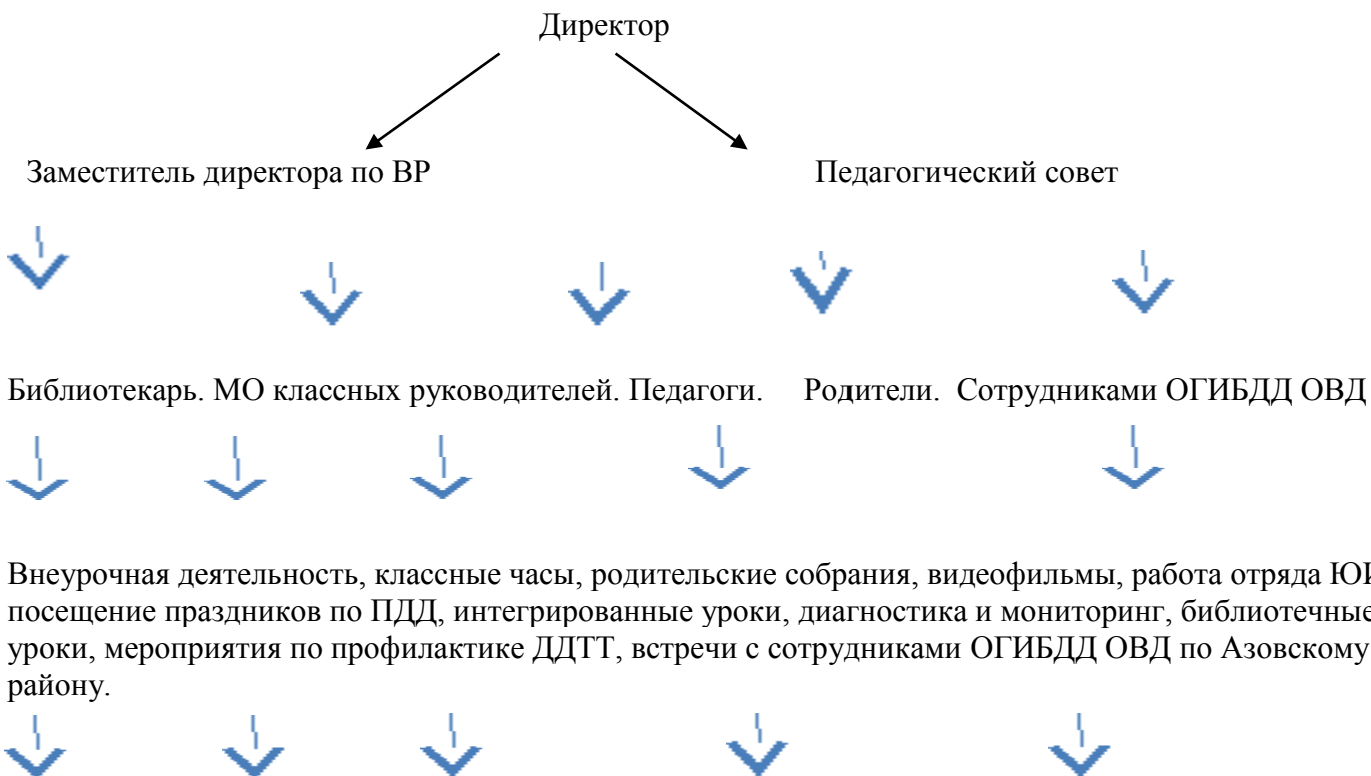 Директор
Заместитель директора по ВР Педагогический совет
Библиотекарь. МО классных руководителей. Педагоги. Родители. Сотрудниками ОГИБДД ОВД
Внеурочная деятельность, классные часы, родительские собрания, видеофильмы, работа отряда
посещение праздников по ПДД, интегрированные уроки, диагностика и мониторинг, библиотечные
уроки, мероприятия по профилактике ДДТТ, встречи с сотрудниками ОГИБДД ОВД по Азовскому
району.